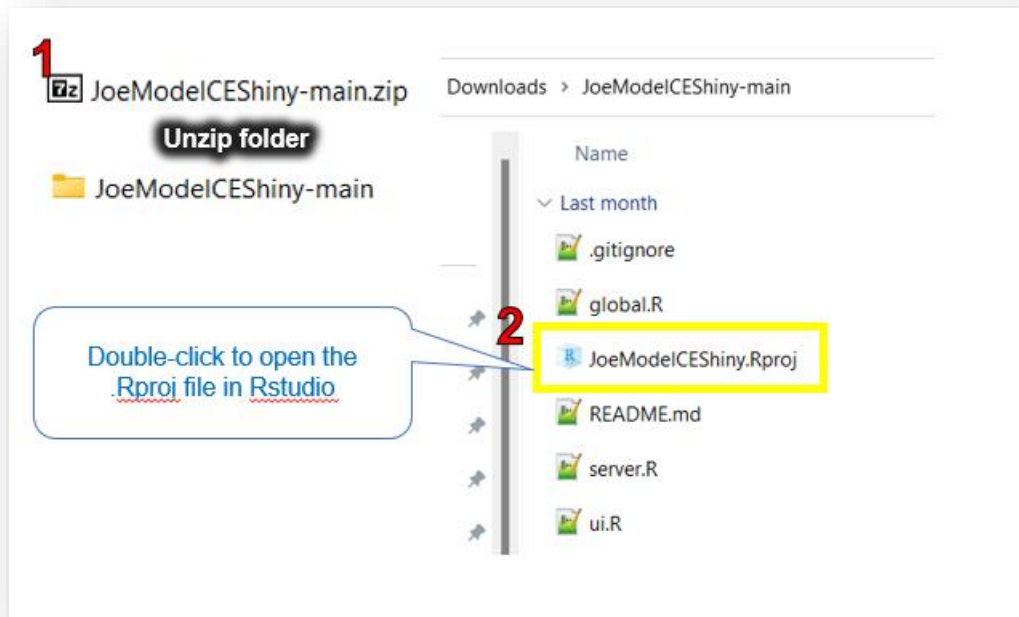 1
7z JoeModelCEShiny-main.zip
Unzip folder
JoeModelCEShiny-main
Downloads > JoeModelCEShiny-main
Name
Last month
.gitignore
global.R
2
JoeModelCEShiny.Rproj
README.md
server.R
ui.R
Double-click to open the
.Rproj file in Rstudio